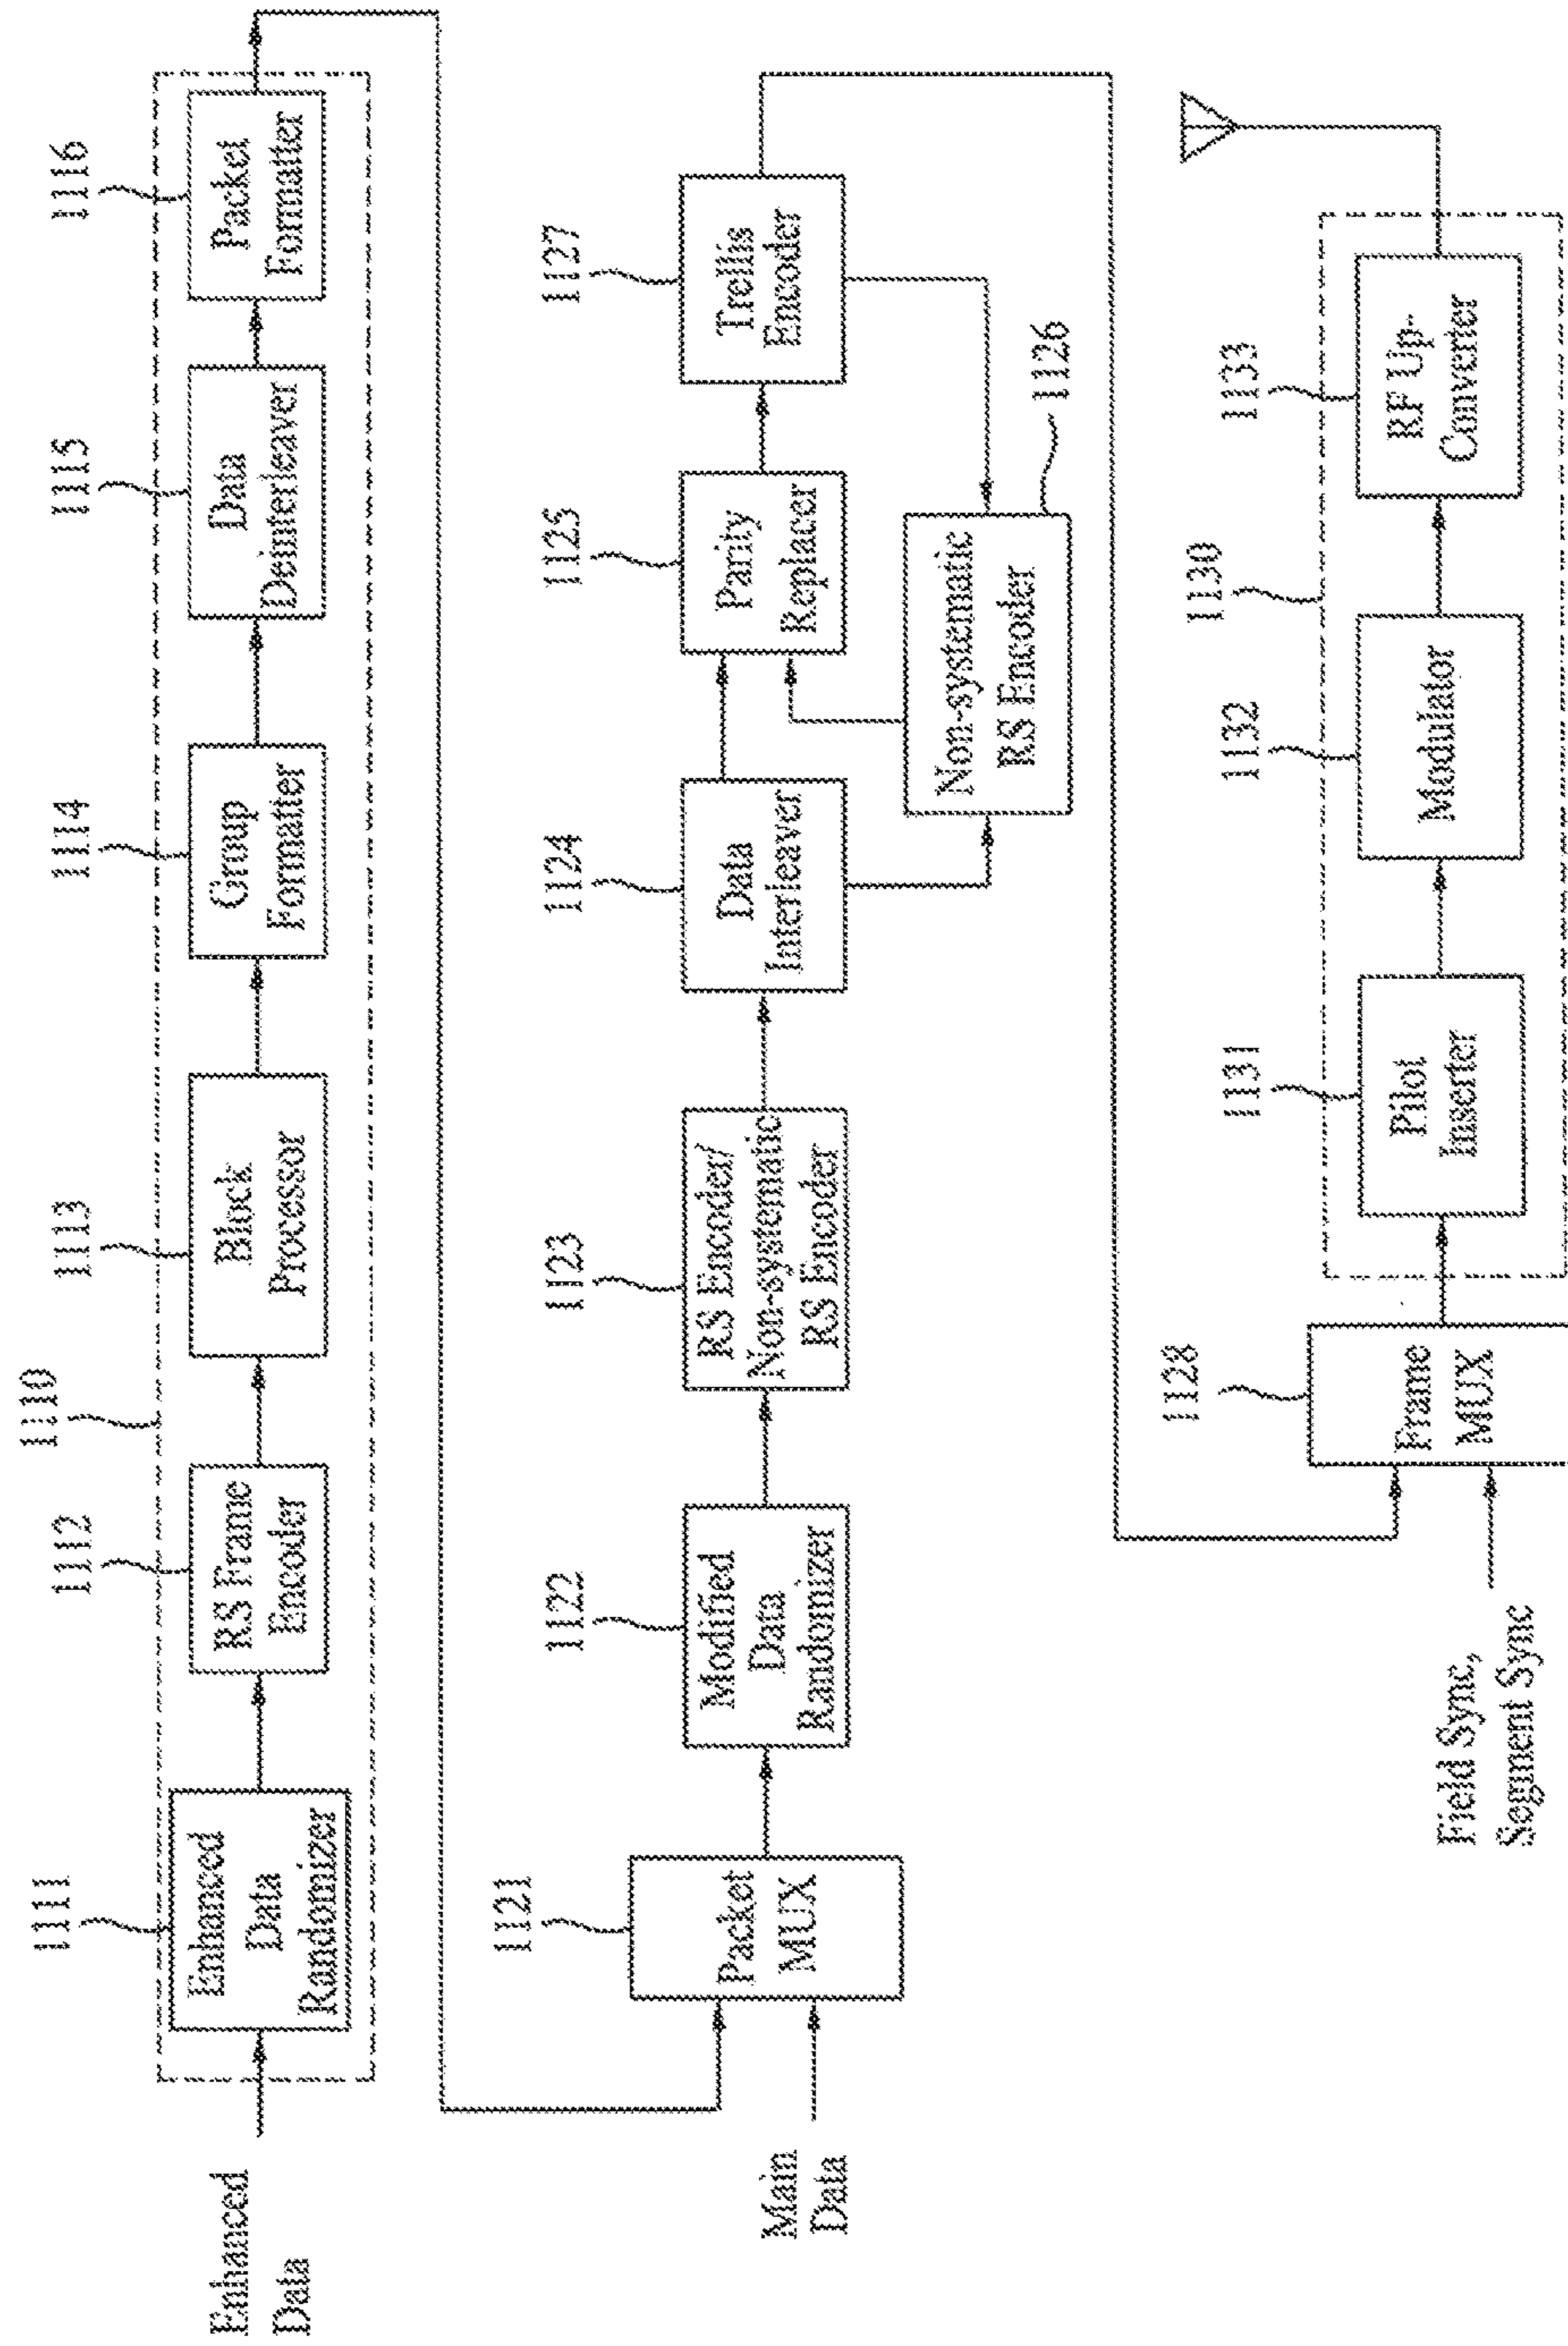 1110
1111
1112
1113
1114
1115
1116
Enhanced
Data
Enhanced
Data
Randomizer
RS Frame
Encoder
Block
Processor
Group
Formatter
Data
Deinterleaver
Packet
Formatter
1121
1122
1123
1124
1125
1127
Main
Data
Packet
MUX
Modified
Data
Randomizer
RS Encoder/
Non-systematic
RS Encoder
Data
Interleaver
Parity
Replacer
Trellis
Encoder
Non-systematic
RS Encoder
1126
1128
1130
1131
1132
1133
Field Sync,
Segment Sync
Frame
MUX
Pilot
Inserter
Modulator
RF Up-
Converter